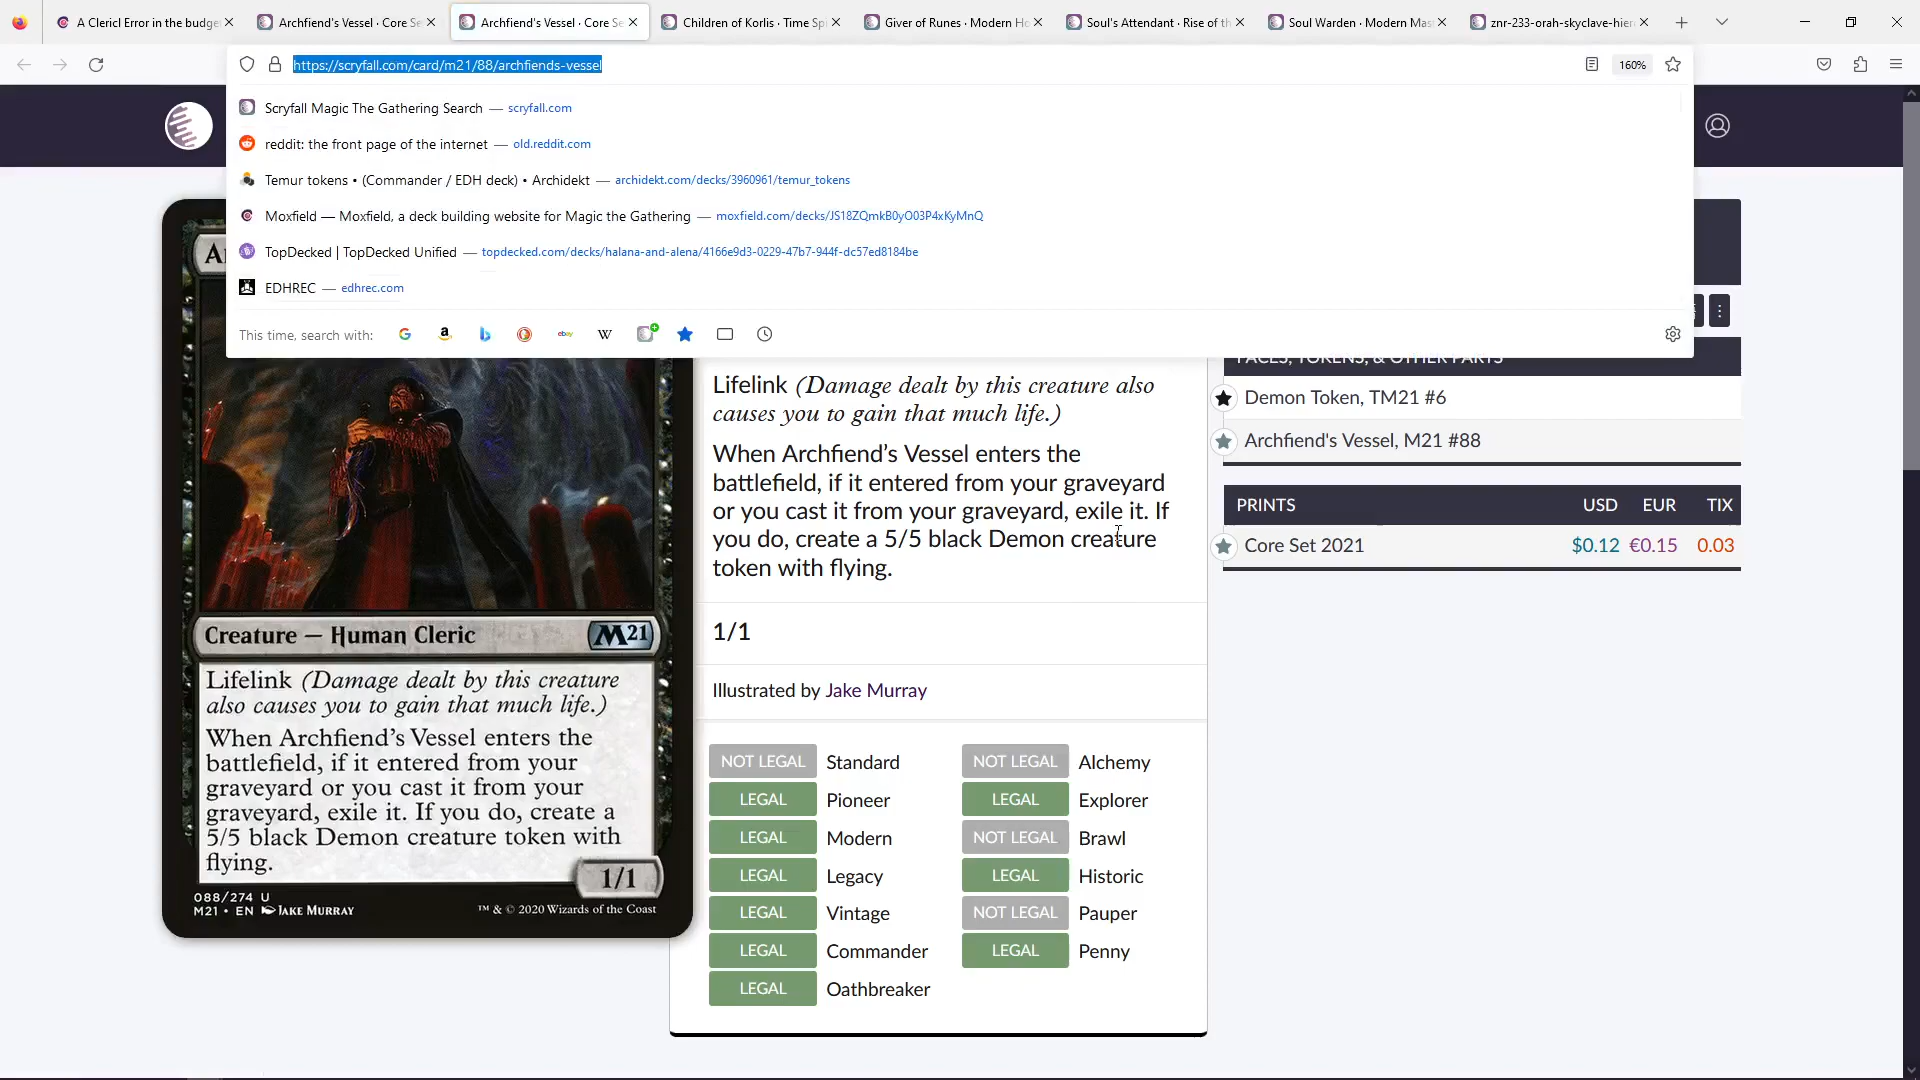 A Clericl Error in the budge
Archfiend's Vessel · Core Se
Archfiend's Vessel · Core Se
Children of Korlis · Time Sp
Giver of Runes · Modern Ho
Soul's Attendant · Rise of th
Soul Warden · Modern Mas
znr-233-orah-skyclave-hier
https://scryfall.com/card/m21/88/archfiends-vessel
160%
Scryfall Magic The Gathering Search — scryfall.com
reddit: the front page of the internet — old.reddit.com
Temur tokens • (Commander / EDH deck) • Archidekt — archidekt.com/decks/3960961/temur_tokens
Moxfield — Moxfield, a deck building website for Magic the Gathering — moxfield.com/decks/JS18ZQmkB0yO03P4xKyMnQ
TopDecked | TopDecked Unified — topdecked.com/decks/halana-and-alena/4166e9d3-0229-47b7-944f-dc57ed8184be
EDHREC — edhrec.com
This time, search with:
Creature — Human Cleric
M21
Lifelink (Damage dealt by this creature
also causes you to gain that much life.)
When Archfiend's Vessel enters the
battlefield, if it entered from your
graveyard or you cast it from your
graveyard, exile it. If you do, create a
5/5 black Demon creature token with
flying.
1/1
088/274 U
M21 • EN JAKE MURRAY
™ & © 2020 Wizards of the Coast
Lifelink (Damage dealt by this creature also
causes you to gain that much life.)
When Archfiend's Vessel enters the
battlefield, if it entered from your graveyard
or you cast it from your graveyard, exile it. If
you do, create a 5/5 black Demon creature
token with flying.
1/1
Illustrated by Jake Murray
NOT LEGAL Standard NOT LEGAL Alchemy
LEGAL Pioneer LEGAL Explorer
LEGAL Modern NOT LEGAL Brawl
LEGAL Legacy LEGAL Historic
LEGAL Vintage NOT LEGAL Pauper
LEGAL Commander LEGAL Penny
LEGAL Oathbreaker
FACES, TOKENS, & OTHER PARTS
Demon Token, TM21 #6
Archfiend's Vessel, M21 #88
PRINTS USD EUR TIX
Core Set 2021 $0.12 €0.15 0.03